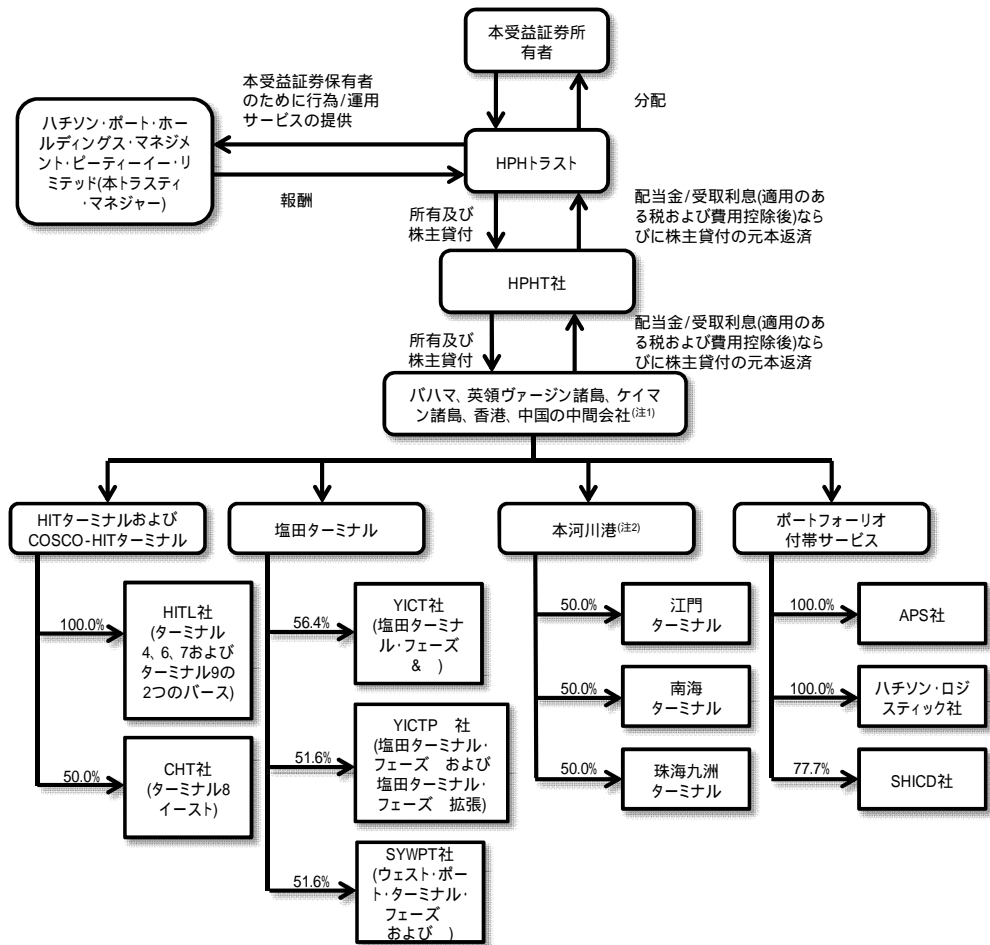 本受益証券所
有者
本受益証券保有者
のために行為/運用
サービスの提供
分配
ハチソン・ポート・ホー
ルディングス・マネジメ
ント・ピーティーイー・リ
ミテッド(本トラスティ
・マネジャー)
HPHトラスト
報酬
所有及び
株主貸付
配当金/受取利息(適用のあ
る税および費用控除後)なら
びに株主貸付の元本返済
HPHT社
所有及び
株主貸付
配当金/受取利息(適用のあ
る税および費用控除後)なら
びに株主貸付の元本返済
バハマ、英領ヴァージン諸島、ケイマ
ン諸島、香港、中国の中間会社(注1)
HITターミナルおよび
COSCO-HITターミナル
塩田ターミナル
本河川港(注2)
ポートフォーリオ
付帯サービス
100.0%
HITL社
(ターミナル
4、6、7および
ターミナル9の
2つのバース)
50.0%
CHT社
(ターミナル8
イースト)
56.4%
YICT社
(塩田ターミナ
ル・フェーズ
& )
51.6%
YICTP 社
(塩田ターミナル・
フェーズ および
塩田ターミナル・
フェーズ 拡張)
51.6%
SYWPT社
(ウェスト・ポー
ト・ターミナル・
フェーズ
および )
50.0%
江門
ターミナル
50.0%
南海
ターミナル
50.0%
珠海九洲
ターミナル
100.0%
APS社
100.0%
ハチソン・ロジ
スティック社
77.7%
SHICD社